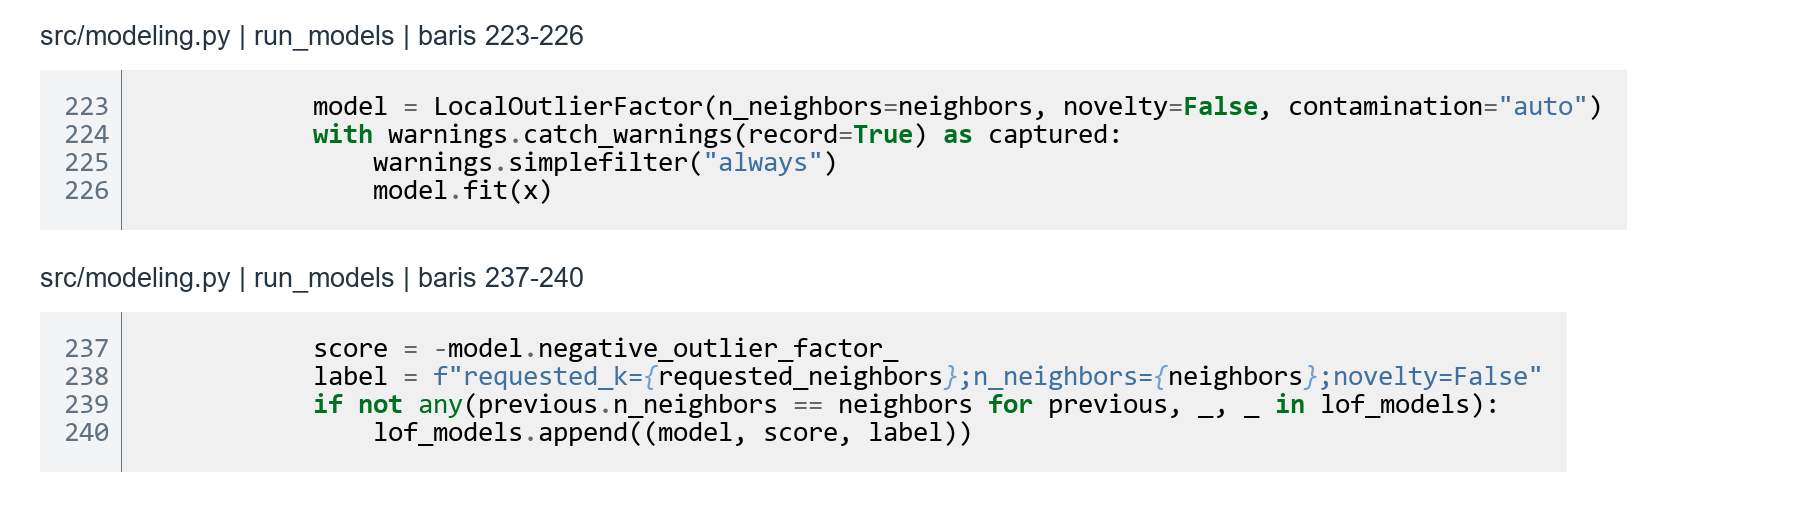 src/modeling.py | run_models | baris 223-226
223 model = LocalOutlierFactor(n_neighbors=neighbors, novelty=False, contamination="auto")
224 with warnings.catch_warnings(record=True) as captured:
225 warnings.simplefilter("always")
226 model.fit(x)
src/modeling.py | run_models | baris 237-240
237 score = -model.negative_outlier_factor_
238 label = f"requested_k={requested_neighbors};n_neighbors={neighbors};novelty=False"
239 if not any(previous.n_neighbors == neighbors for previous, _, _ in lof_models):
240 lof_models.append((model, score, label))